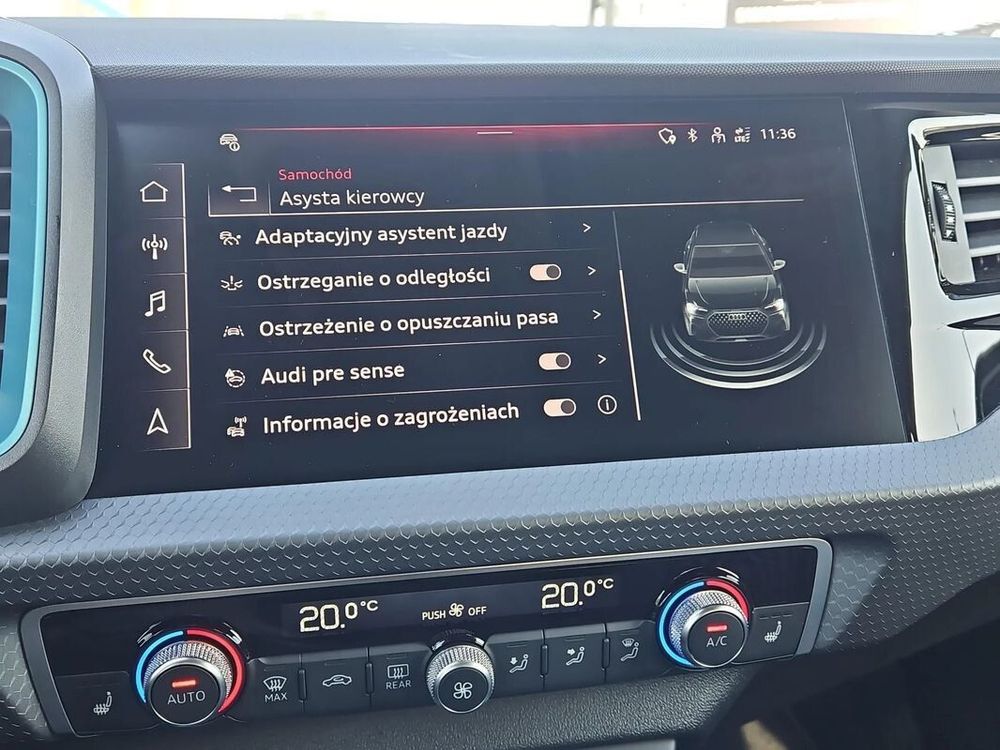 LTE
11:36
Samochód
Asysta kierowcy
Adaptacyjny asystent jazdy
Ostrzeganie o odległości
Ostrzeżenie o opuszczaniu pasa
Audi pre sense
Informacje o zagrożeniach
20.0°C
PUSH OFF
20.0°C
AUTO
MAX
REAR
A/C